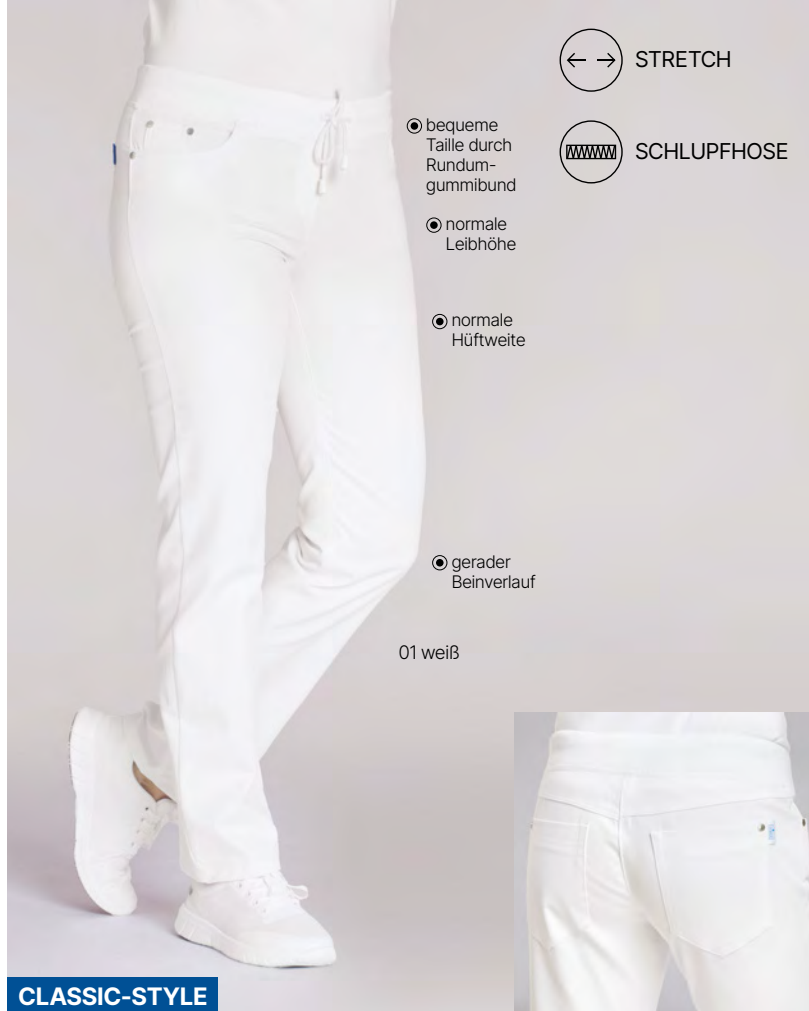 STRETCH
SCHLUPFHOSE
bequeme
Taille durch
Rundum-
gummibund
normale
Leibhöhe
normale
Hüftweite
gerader
Beinverlauf
01 weiß
CLASSIC-STYLE